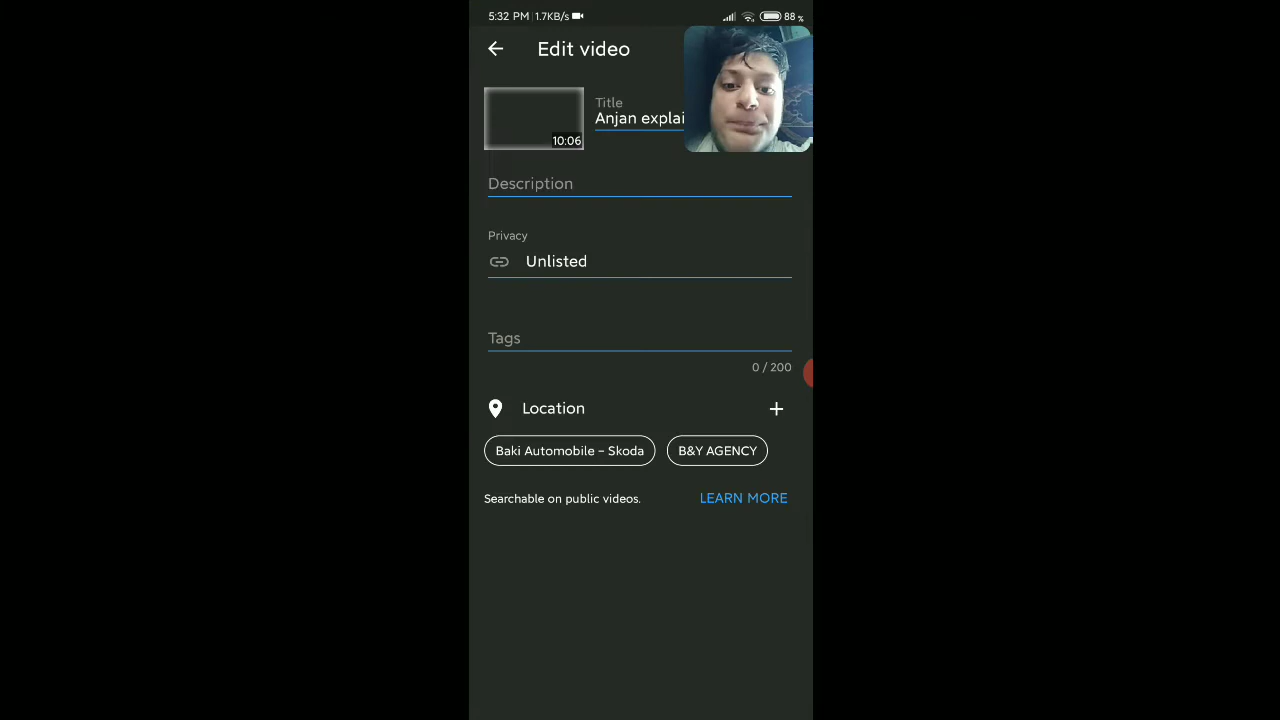 5:32 PM 1.7KB/s 88 %
Edit video
Title
Anjan explai
10:06
Description
Privacy
Unlisted
Tags
0 / 200
Location
Baki Automobile – Skoda B&Y AGENCY
Searchable on public videos. LEARN MORE